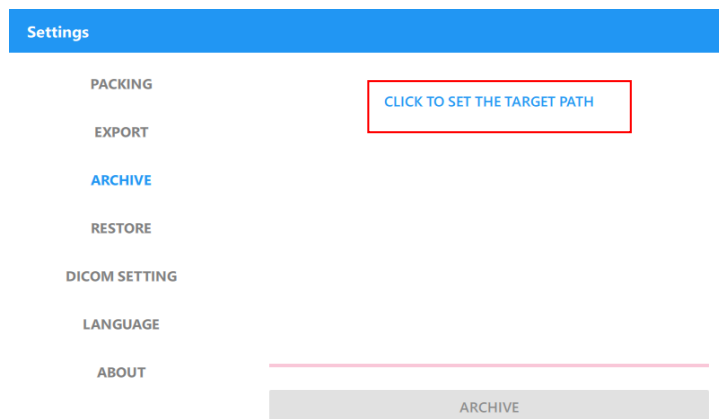 Settings
PACKING
EXPORT
ARCHIVE
RESTORE
DICOM SETTING
LANGUAGE
ABOUT
CLICK TO SET THE TARGET PATH
ARCHIVE